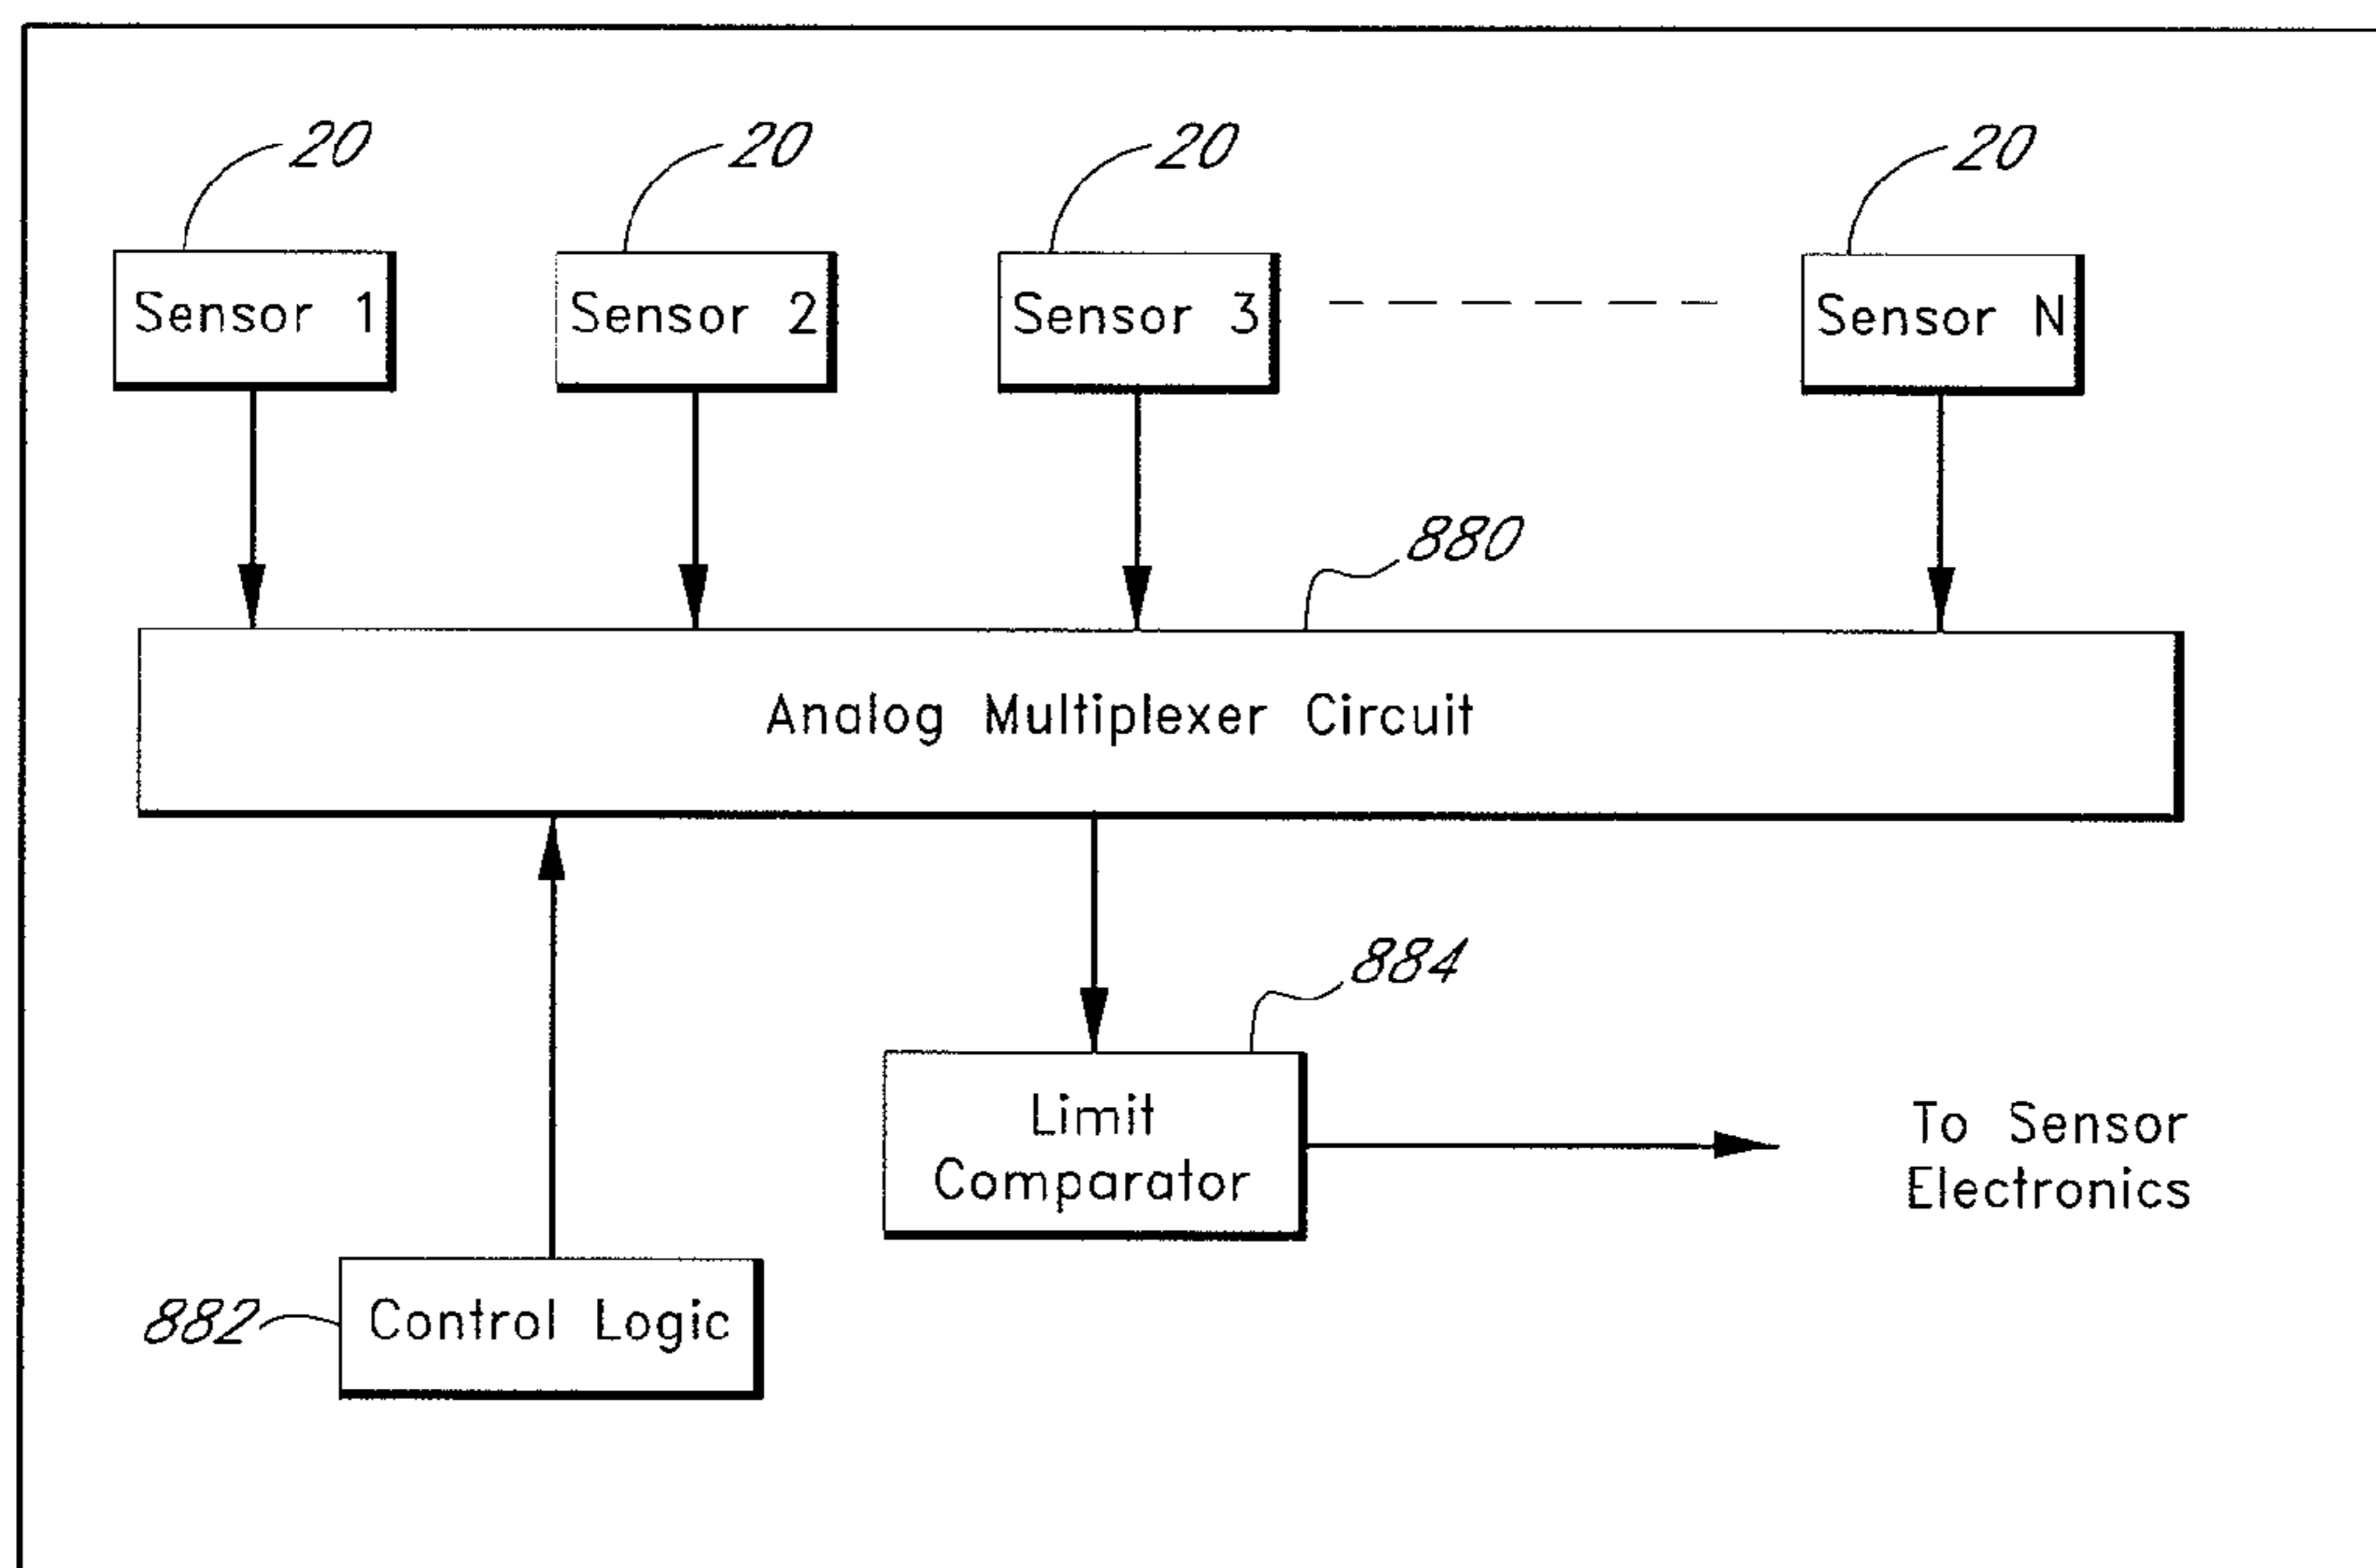 20
20
20
20
Sensor 1
Sensor 2
Sensor 3
Sensor N
880
Analog Multiplexer Circuit
884
Limit
Comparator
To Sensor
Electronics
882
Control Logic